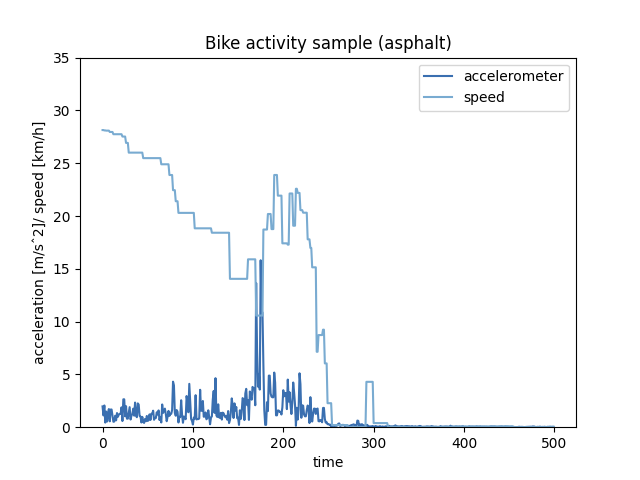 Bike activity sample (asphalt)
accelerometer
speed
35
30
25
20
15
10
5
0
acceleration [m/s^2]/ speed [km/h]
0 100 200 300 400 500
time